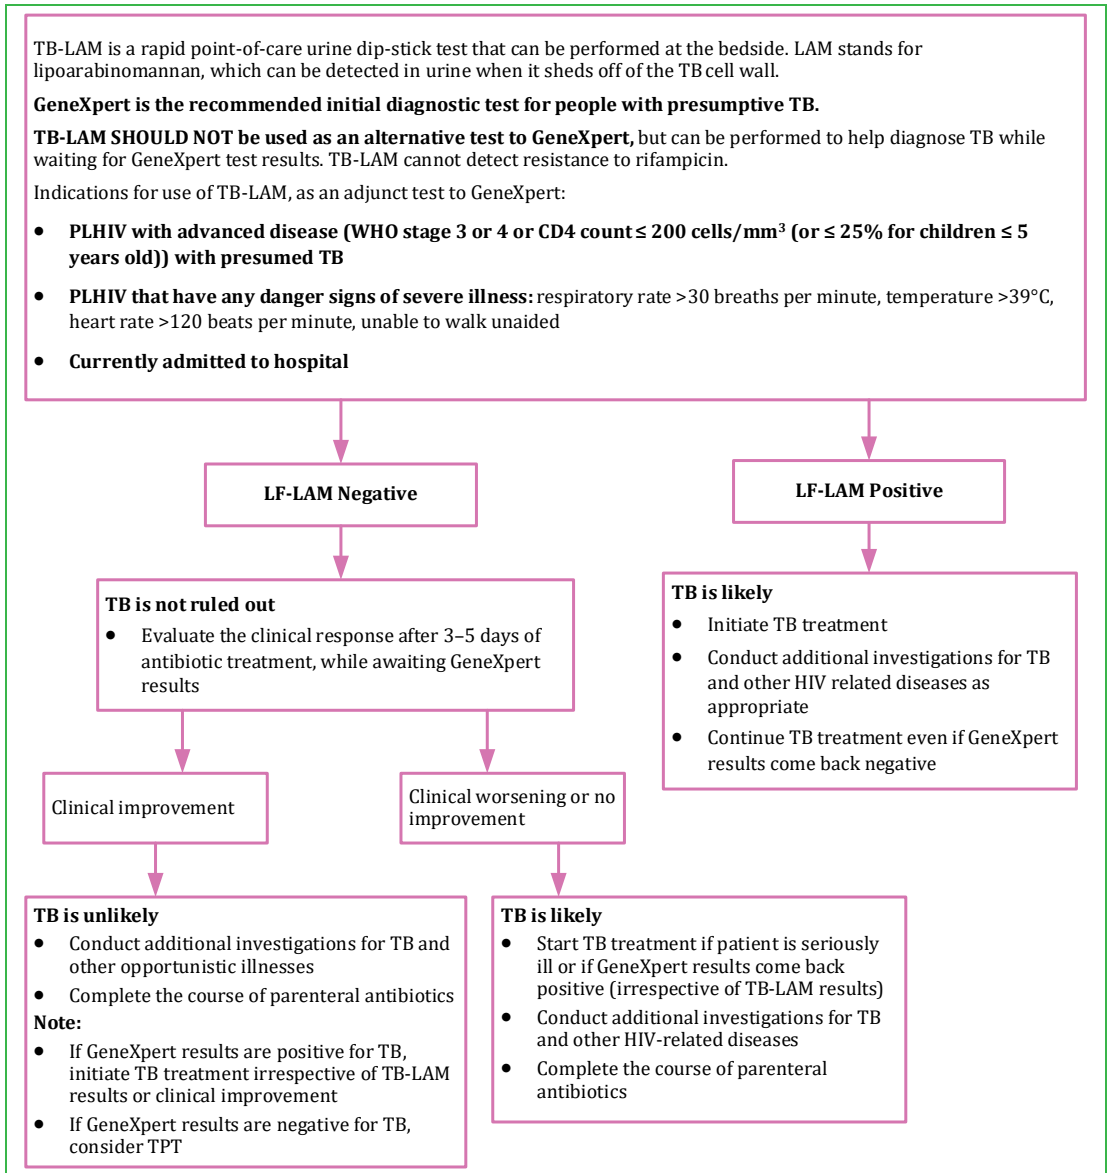 TB-LAM is a rapid point-of-care urine dip-stick test that can be performed at the bedside. LAM stands for
lipoarabinomannan, which can be detected in urine when it sheds off of the TB cell wall.
GeneXpert is the recommended initial diagnostic test for people with presumptive TB.
TB-LAM SHOULD NOT be used as an alternative test to GeneXpert, but can be performed to help diagnose TB while
waiting for GeneXpert test results. TB-LAM cannot detect resistance to rifampicin.
Indications for use of TB-LAM, as an adjunct test to GeneXpert:
• PLHIV with advanced disease (WHO stage 3 or 4 or CD4 count ≤ 200 cells/mm³ (or ≤ 25% for children ≤ 5
years old)) with presumed TB
• PLHIV that have any danger signs of severe illness: respiratory rate >30 breaths per minute, temperature >39°C,
heart rate >120 beats per minute, unable to walk unaided
• Currently admitted to hospital
LF-LAM Negative
TB is not ruled out
• Evaluate the clinical response after 3–5 days of
antibiotic treatment, while awaiting GeneXpert
results
Clinical improvement
Clinical worsening or no
improvement
TB is unlikely
• Conduct additional investigations for TB and
other opportunistic illnesses
• Complete the course of parenteral antibiotics
Note:
• If GeneXpert results are positive for TB,
initiate TB treatment irrespective of TB-LAM
results or clinical improvement
• If GeneXpert results are negative for TB,
consider TPT
TB is likely
• Start TB treatment if patient is seriously
ill or if GeneXpert results come back
positive (irrespective of TB-LAM results)
• Conduct additional investigations for TB
and other HIV-related diseases
• Complete the course of parenteral
antibiotics
LF-LAM Positive
TB is likely
• Initiate TB treatment
• Conduct additional investigations for TB
and other HIV related diseases as
appropriate
• Continue TB treatment even if GeneXpert
results come back negative